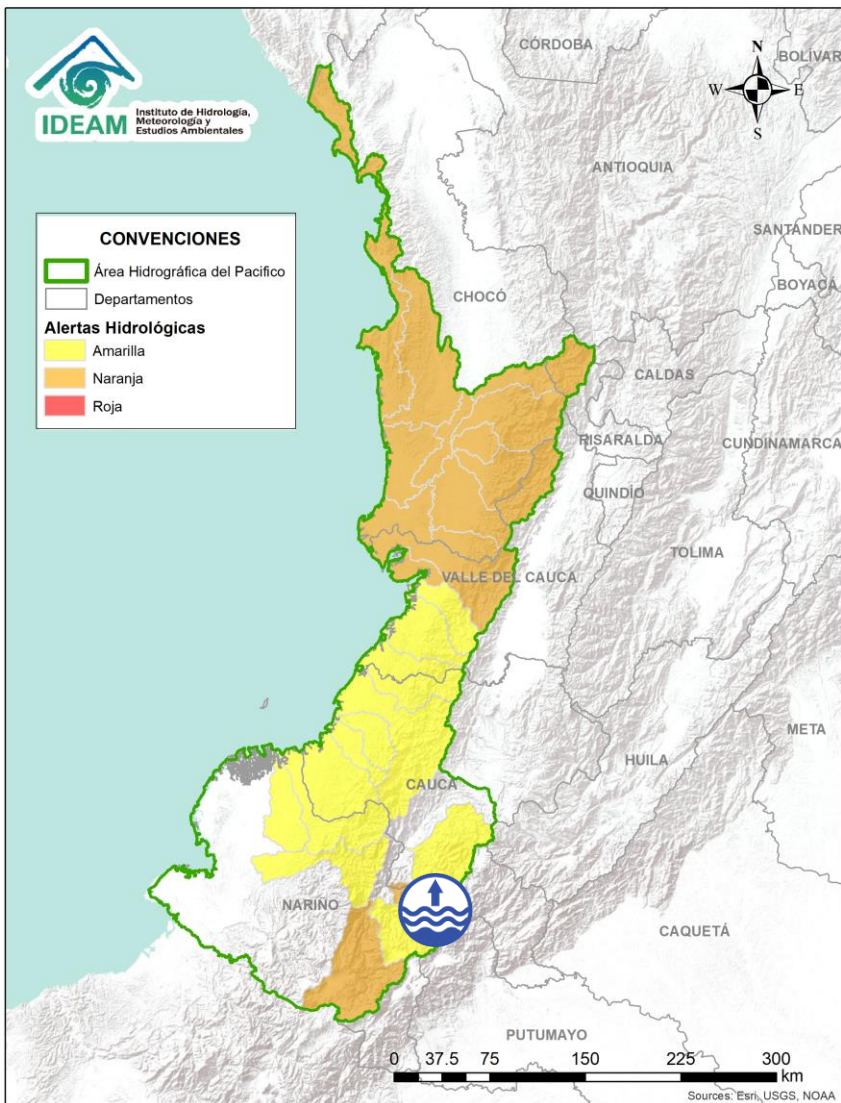 IDEAM
Instituto de Hidrología,
Meteorología y
Estudios Ambientales
CÓRDOBA
BOLÍVAR
N
W
E
S
ANTIOQUIA
SANTANDER
BOYACÁ
CONVENCIONES
Área Hidrográfica del Pacifico
Departamentos
Alertas Hidrológicas
Amarilla
Naranja
Roja
CHOCÓ
CALDAS
RISARALDA
CUNDINAMARCA
QUINDÍO
TOLIMA
VALLE DEL CAUCA
META
HUILA
CAUCA
NARIÑO
CAQUETÁ
PUTUMAYO
0 37.5 75 150 225 300
km
Sources: Esri, USGS, NOAA